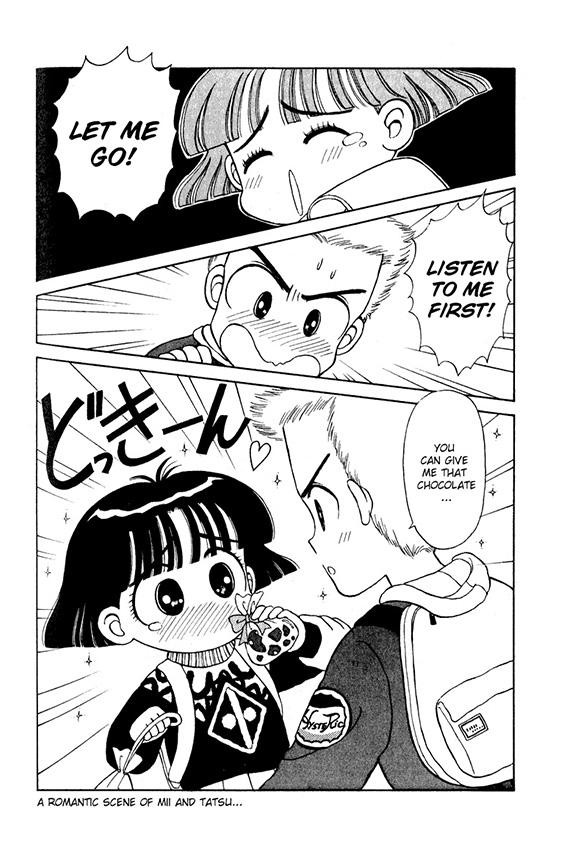 LET ME
GO!
LISTEN
TO ME
FIRST!
どっきーん
YOU
CAN GIVE
ME THAT
CHOCOLATE
...
HYSTERIC
A ROMANTIC SCENE OF MII AND TATSU...